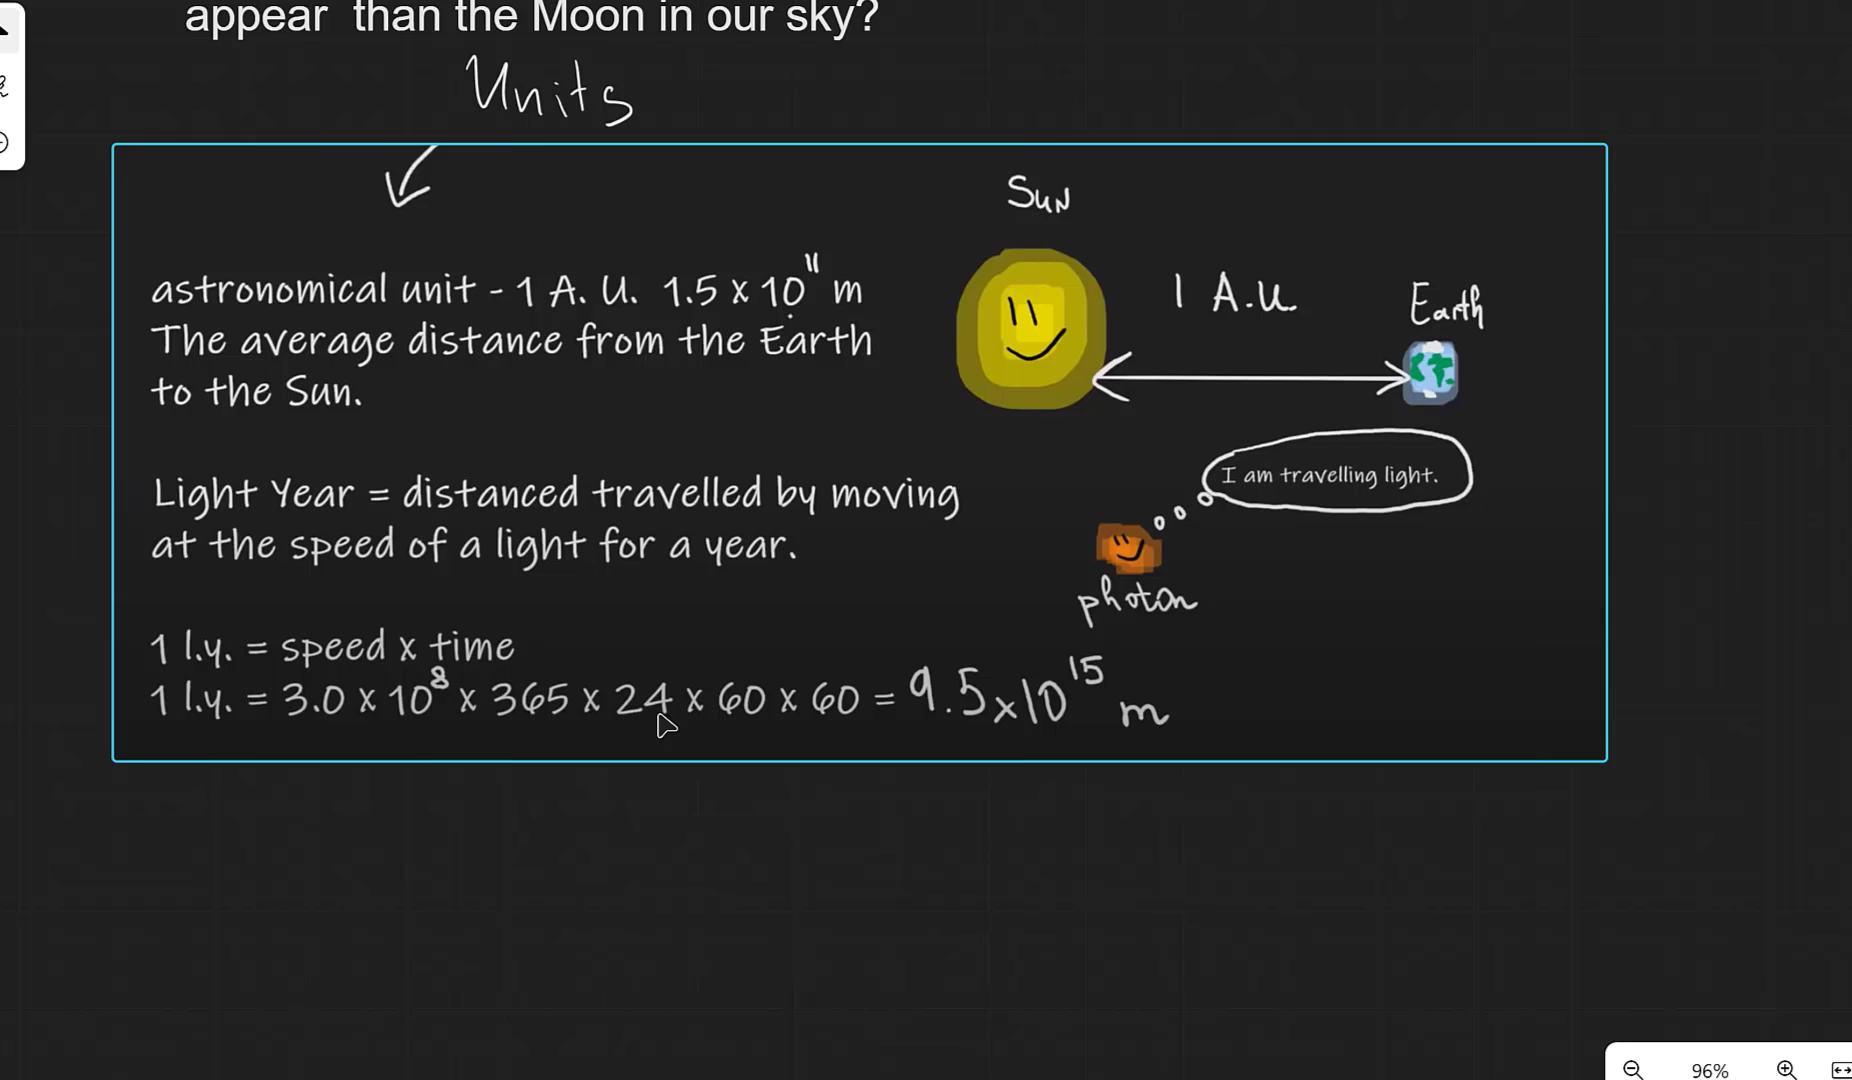 appear than the Moon in our sky?
Units
Sun
astronomical unit - 1 A. U. 1.5 x 10¹¹ m
The average distance from the Earth
to the Sun.
1 A.U
Earth
Light Year = distanced travelled by moving
at the speed of a light for a year.
I am travelling light.
photon
1 l.y. = speed x time
1 l.y. = 3.0 x 10⁸ x 365 x 24 x 60 x 60 = 9.5x10¹⁵ m
96%